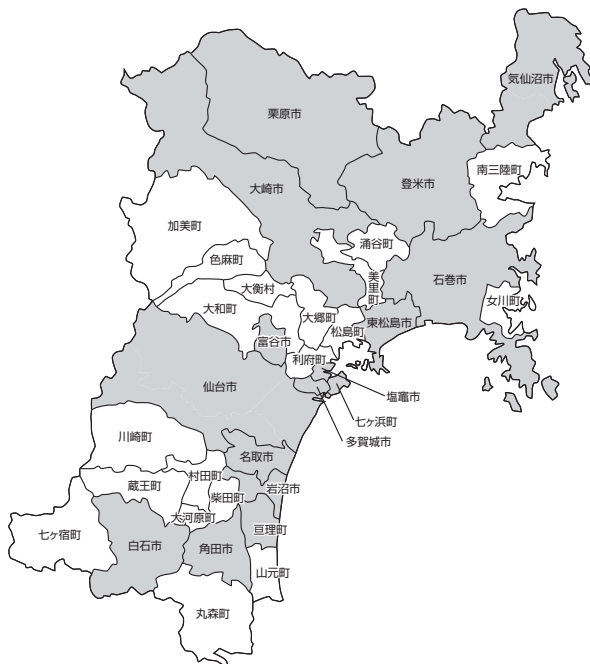 気仙沼市
栗原市
南三陸町
登米市
大崎市
加美町
涌谷町
色麻町
美里町
石巻市
大衡村
女川町
大和町
大郷町
東松島市
松島町
富谷市
利府町
仙台市
塩竈市
七ヶ浜町
多賀城市
川崎町
名取市
村田町
蔵王町
岩沼市
柴田町
大河原町
亘理町
七ヶ宿町
白石市
角田市
山元町
丸森町